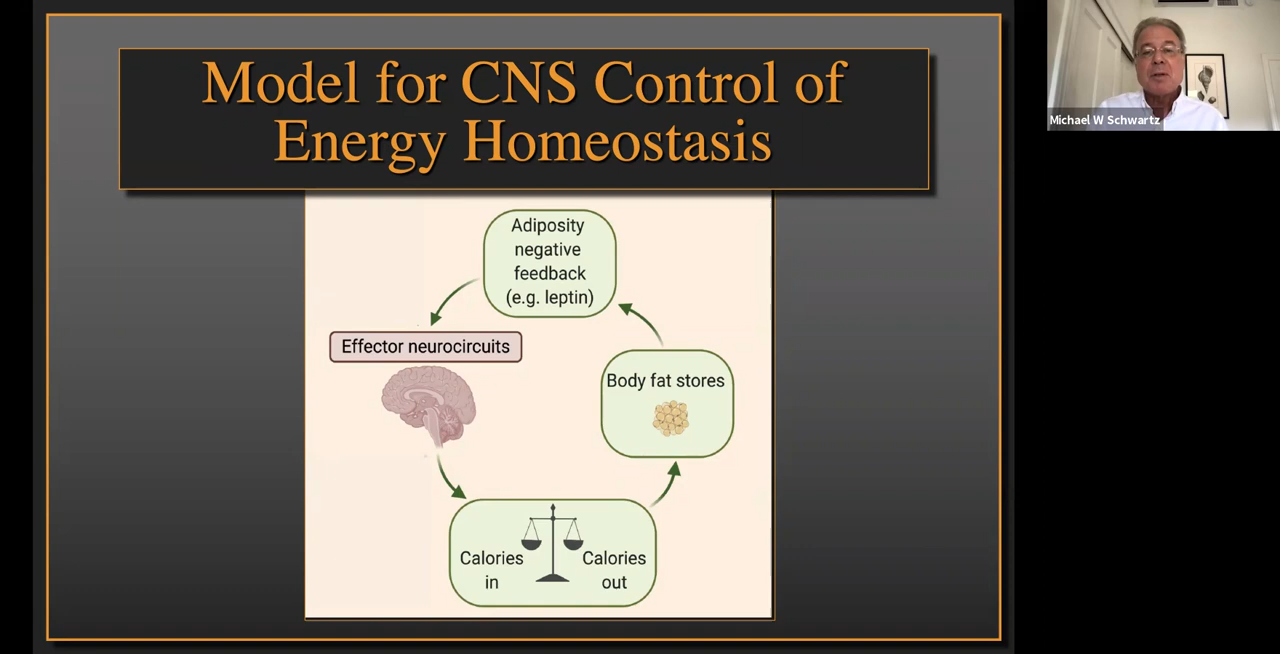 Model for CNS Control of
Energy Homeostasis
Adiposity
negative
feedback
(e.g. leptin)
Effector neurocircuits
Body fat stores
Calories
in
Calories
out
Michael W Schwartz